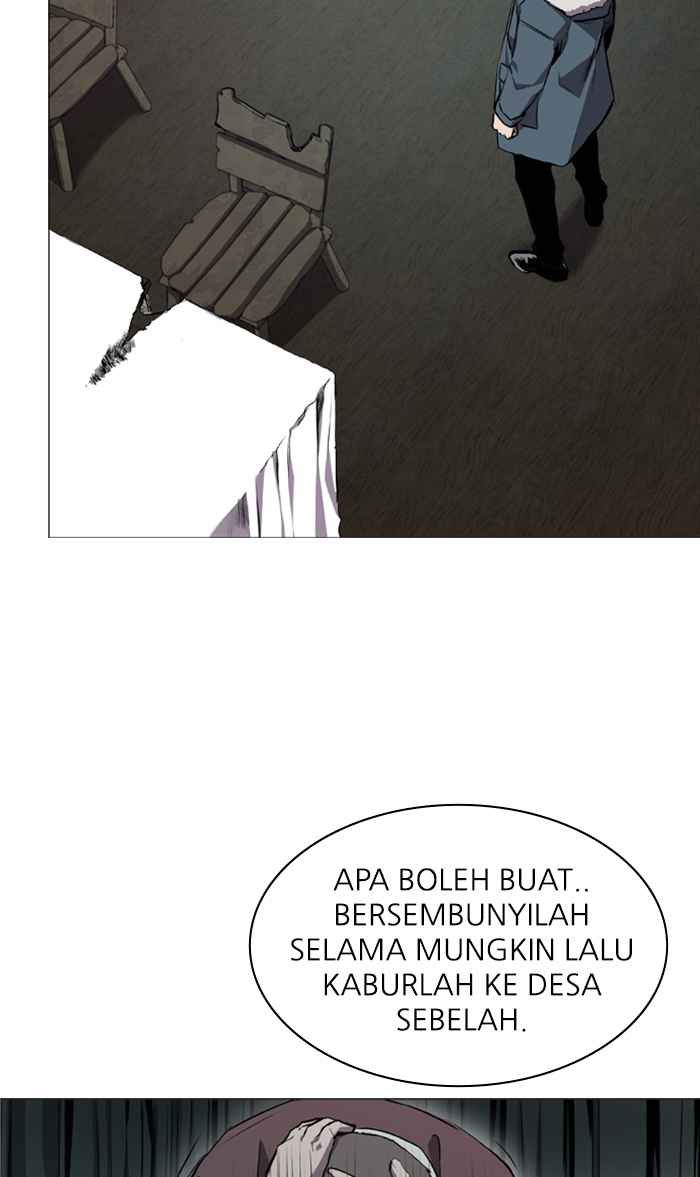 APA BOLEH BUAT..
BERSEMBUNYILAH
SELAMA MUNGKIN LALU
KABURLAH KE DESA
SEBELAH.